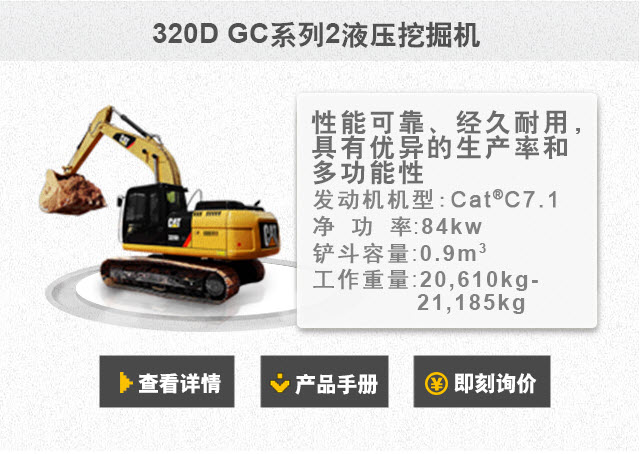 320D GC系列2液压挖掘机
性能可靠、经久耐用，
具有优异的生产率和
多功能性
发动机机型：Cat®C7.1
净 功 率：84kw
铲斗容量：0.9m³
工作重量：20,610kg-
21,185kg
CAT
CAT
查看详情
产品手册
即刻询价